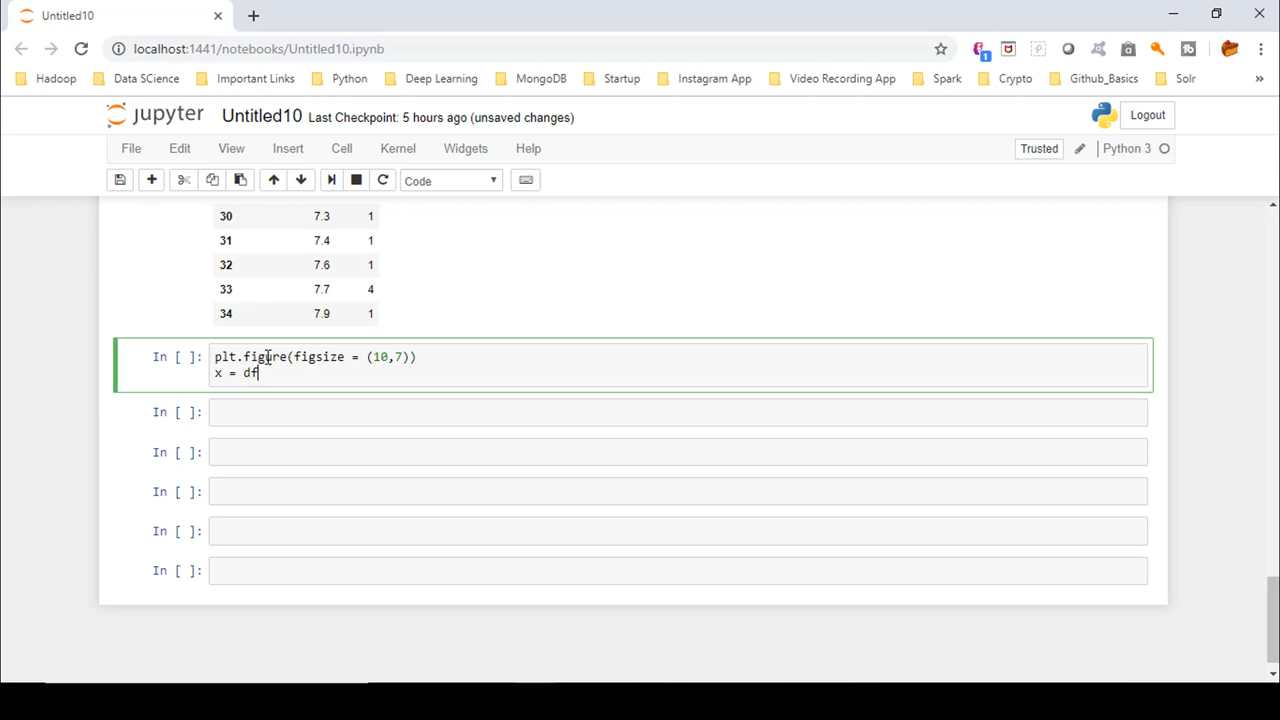 Untitled10
localhost:1441/notebooks/Untitled10.ipynb
1
tb
Hadoop
Data SCience
Important Links
Python
Deep Learning
MongoDB
Startup
Instagram App
Video Recording App
Spark
Crypto
Github_Basics
Solr
»
jupyter Untitled10 Last Checkpoint: 5 hours ago (unsaved changes)
Logout
File Edit View Insert Cell Kernel Widgets Help
Trusted
Python 3
Code
30 7.3 1
31 7.4 1
32 7.6 1
33 7.7 4
34 7.9 1
In [ ]: plt.figure(figsize = (10,7))
x = df
In [ ]:
In [ ]:
In [ ]:
In [ ]:
In [ ]: